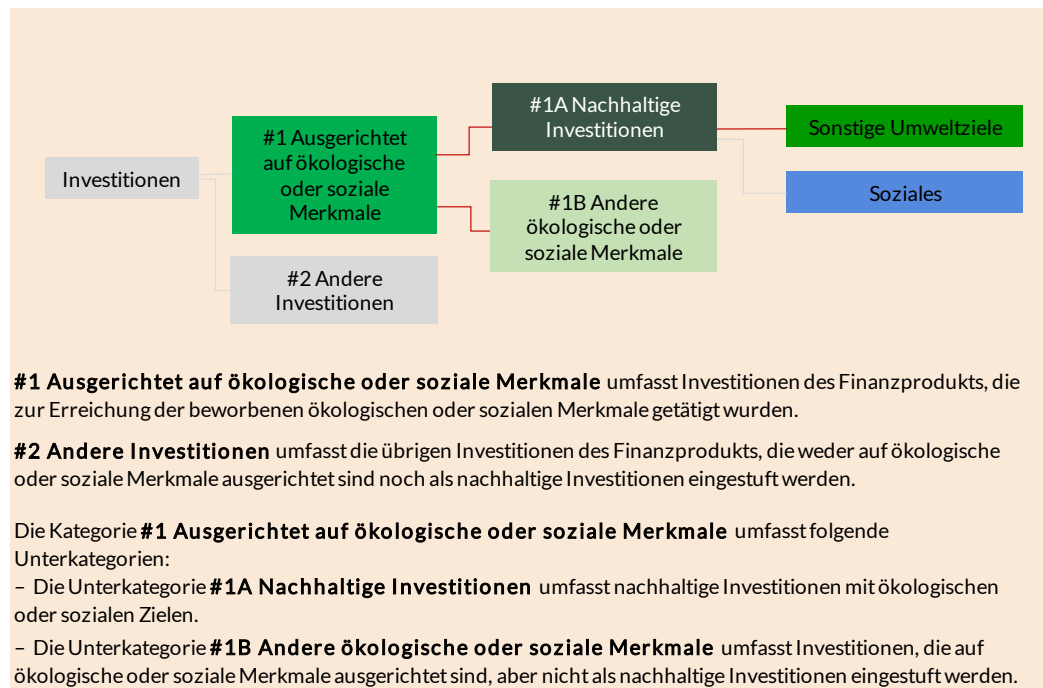 Investitionen
#1 Ausgerichtet
auf ökologische
oder soziale
Merkmale
#2 Andere
Investitionen
#1A Nachhaltige
Investitionen
#1B Andere
ökologische oder
soziale Merkmale
Sonstige Umweltziele
Soziales
#1 Ausgerichtet auf ökologische oder soziale Merkmale umfasst Investitionen des Finanzprodukts, die
zur Erreichung der beworbenen ökologischen oder sozialen Merkmale getätigt wurden.
#2 Andere Investitionen umfasst die übrigen Investitionen des Finanzprodukts, die weder auf ökologische
oder soziale Merkmale ausgerichtet sind noch als nachhaltige Investitionen eingestuft werden.
Die Kategorie #1 Ausgerichtet auf ökologische oder soziale Merkmale umfasst folgende
Unterkategorien:
– Die Unterkategorie #1A Nachhaltige Investitionen umfasst nachhaltige Investitionen mit ökologischen
oder sozialen Zielen.
– Die Unterkategorie #1B Andere ökologische oder soziale Merkmale umfasst Investitionen, die auf
ökologische oder soziale Merkmale ausgerichtet sind, aber nicht als nachhaltige Investitionen eingestuft werden.